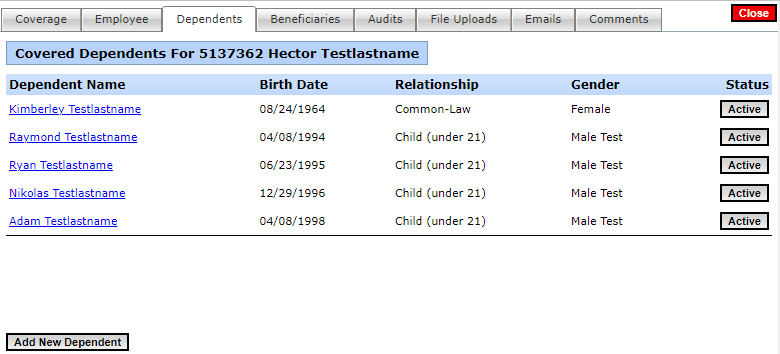 Close
Coverage Employee Dependents Beneficiaries Audits File Uploads Emails Comments
Covered Dependents For 5137362 Hector Testlastname
Dependent Name Birth Date Relationship Gender Status
Kimberley Testlastname 08/24/1964 Common-Law Female Active
Raymond Testlastname 04/08/1994 Child (under 21) Male Test Active
Ryan Testlastname 06/23/1995 Child (under 21) Male Test Active
Nikolas Testlastname 12/29/1996 Child (under 21) Male Test Active
Adam Testlastname 04/08/1998 Child (under 21) Male Test Active
Add New Dependent